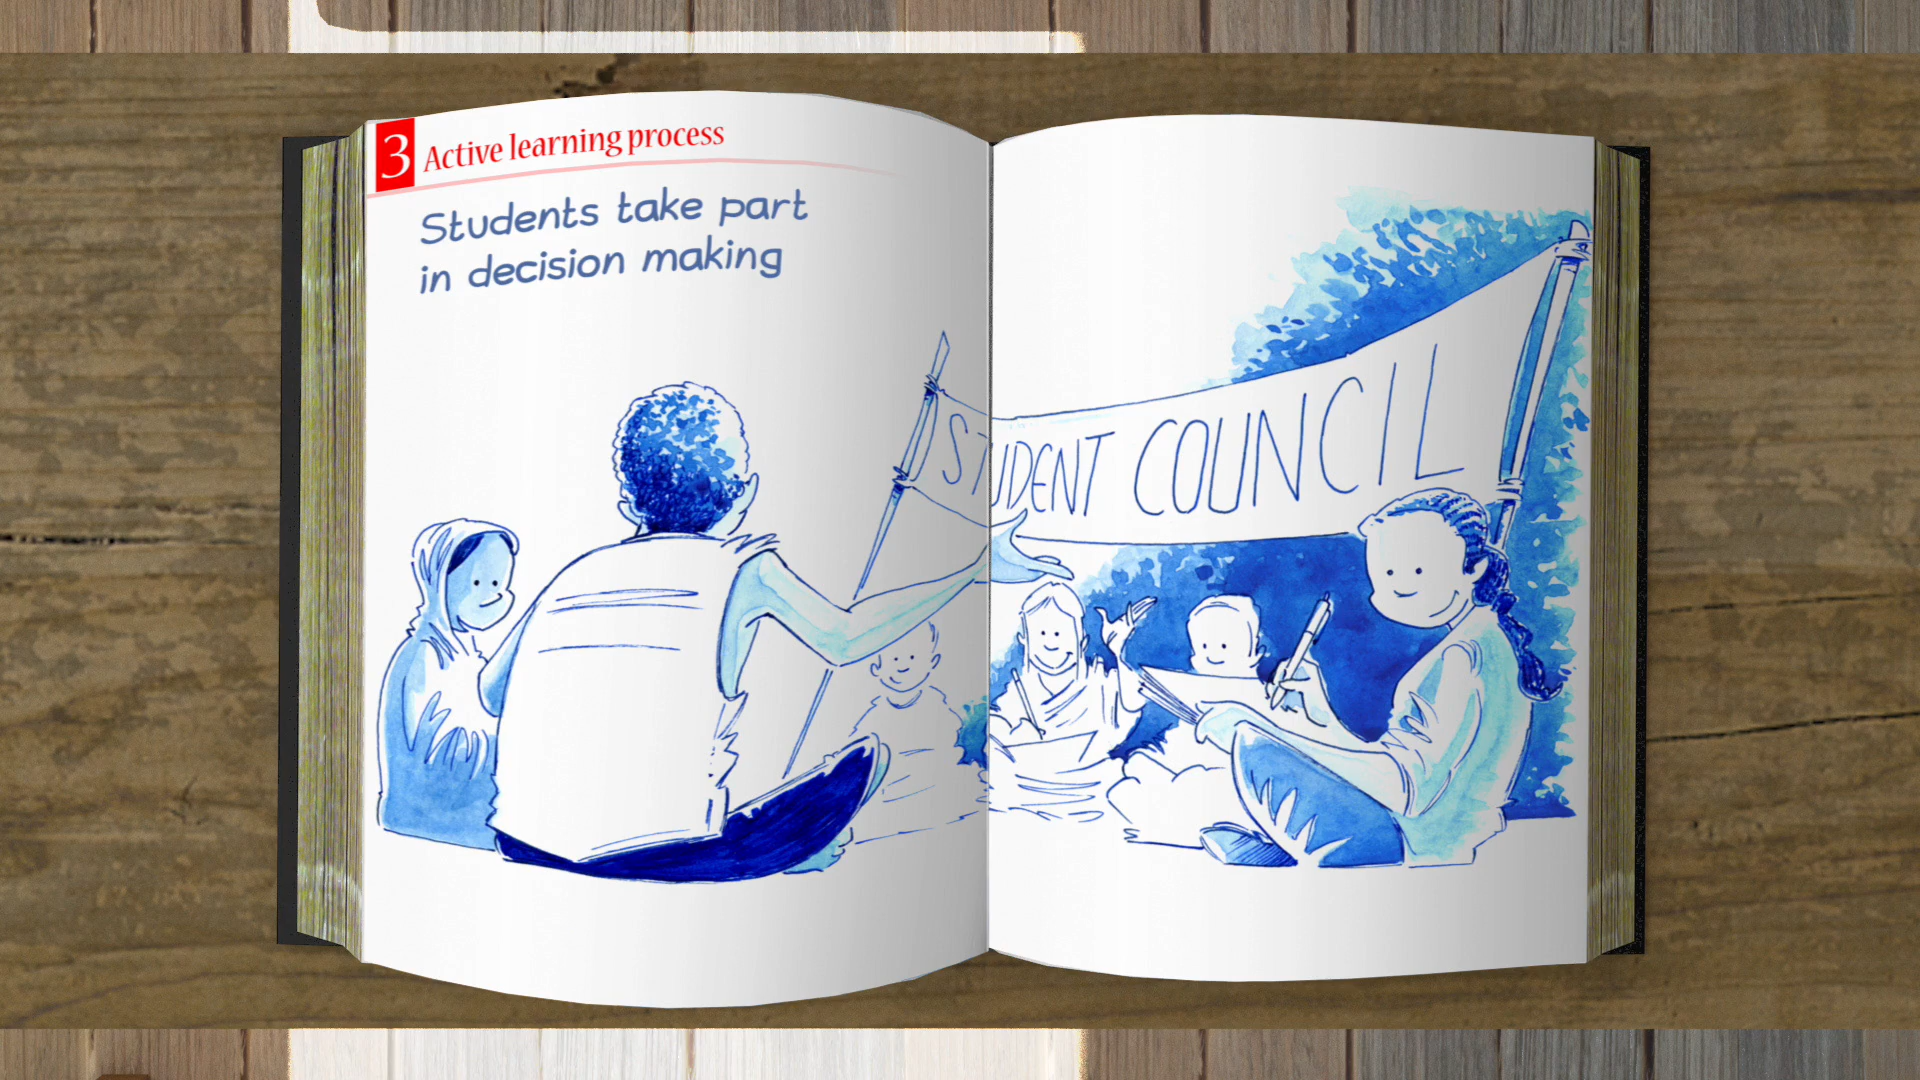 3 Active learning process
Students take part
in decision making
STUDENT COUNCIL